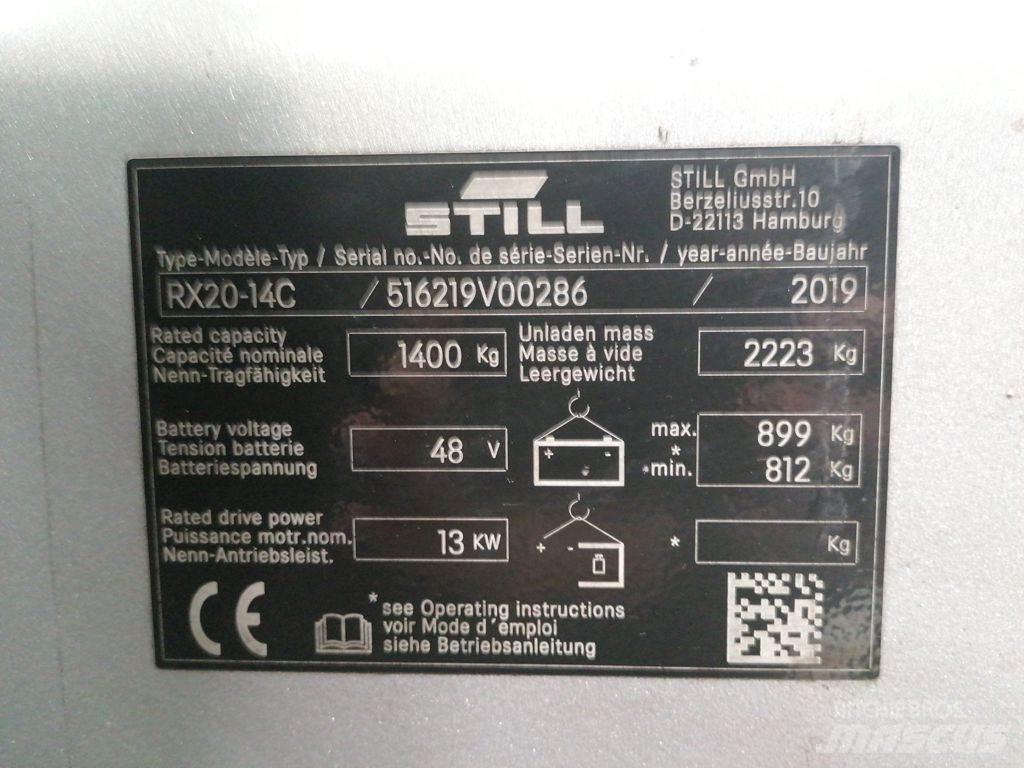 STILL
STILL GmbH
Berzeliusstr.10
D-22113 Hamburg
Type-Modèle-Typ / Serial no.-No. de série-Serien-Nr. / year-année-Baujahr
RX20-14C / 516219V00286 / 2019
Rated capacity
Capacité nominale
Nenn-Tragfähigkeit
1400 Kg
Unladen mass
Masse à vide
Leergewicht
2223 Kg
Battery voltage
Tension batterie
Batteriespannung
48 V
+ -
max. 899 Kg
*
*min. 812 Kg
Rated drive power
Puissance motr.nom.
Nenn-Antriebsleist.
13 KW
+ -
* Kg
CE
*see Operating instructions
voir Mode d'emploi
siehe Betriebsanleitung
RITCHIE BROS.
MASCUS